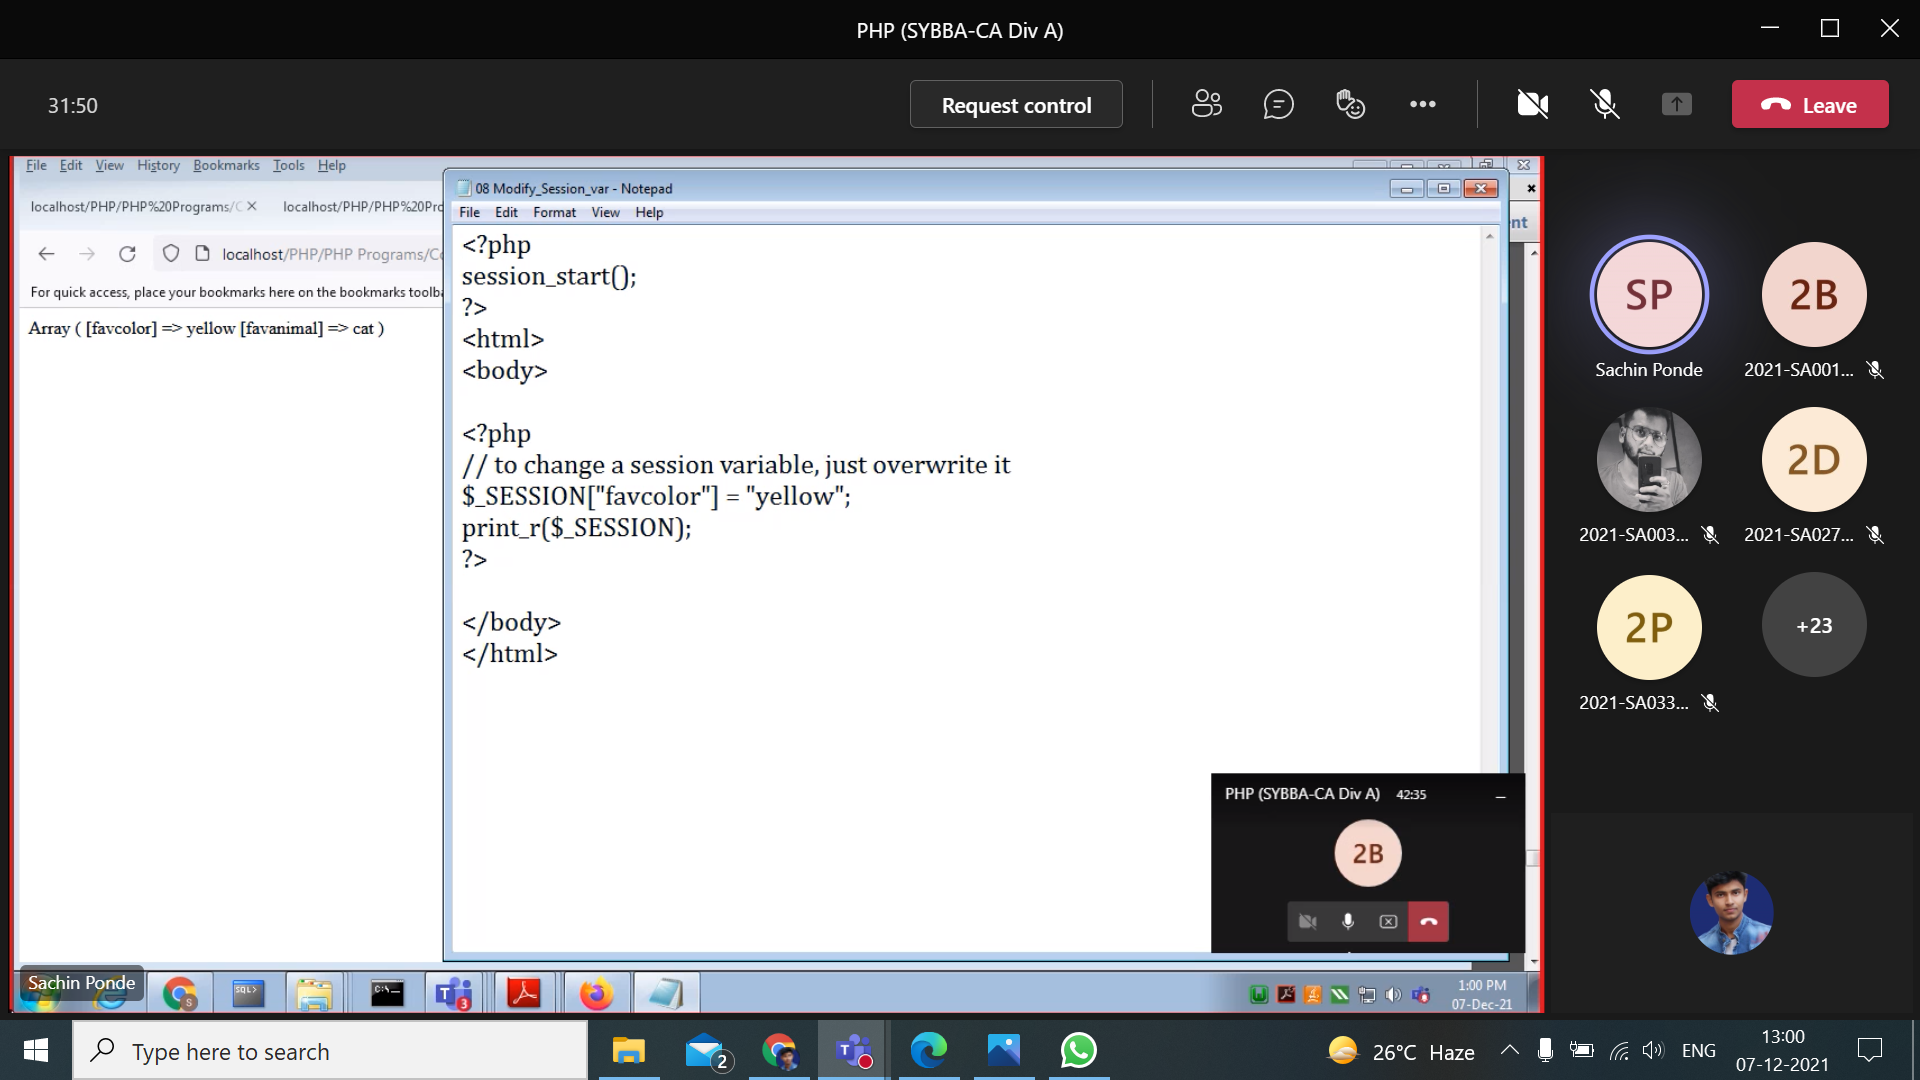 PHP (SYBBA-CA Div A)
31:50
Request control
Leave
File Edit View History Bookmarks Tools Help
localhost/PHP/PHP%20Programs/C
localhost/PHP/PHP%20Pro
localhost/PHP/PHP Programs/Co
For quick access, place your bookmarks here on the bookmarks toolba
Array ( [favcolor] => yellow [favanimal] => cat )
08 Modify_Session_var - Notepad
File Edit Format View Help
<?php
session_start();
?>
<html>
<body>
<?php
// to change a session variable, just overwrite it
$_SESSION["favcolor"] = "yellow";
print_r($_SESSION);
?>
</body>
</html>
nt
PHP (SYBBA-CA Div A) 42:35
2B
SP
Sachin Ponde
2B
2021-SA001...
2021-SA003...
2D
2021-SA027...
2P
2021-SA033...
+23
Sachin Ponde
S
SQL>
C:\_
T 3
1:00 PM
07-Dec-21
Type here to search
2
T
26°C Haze
ENG
13:00
07-12-2021